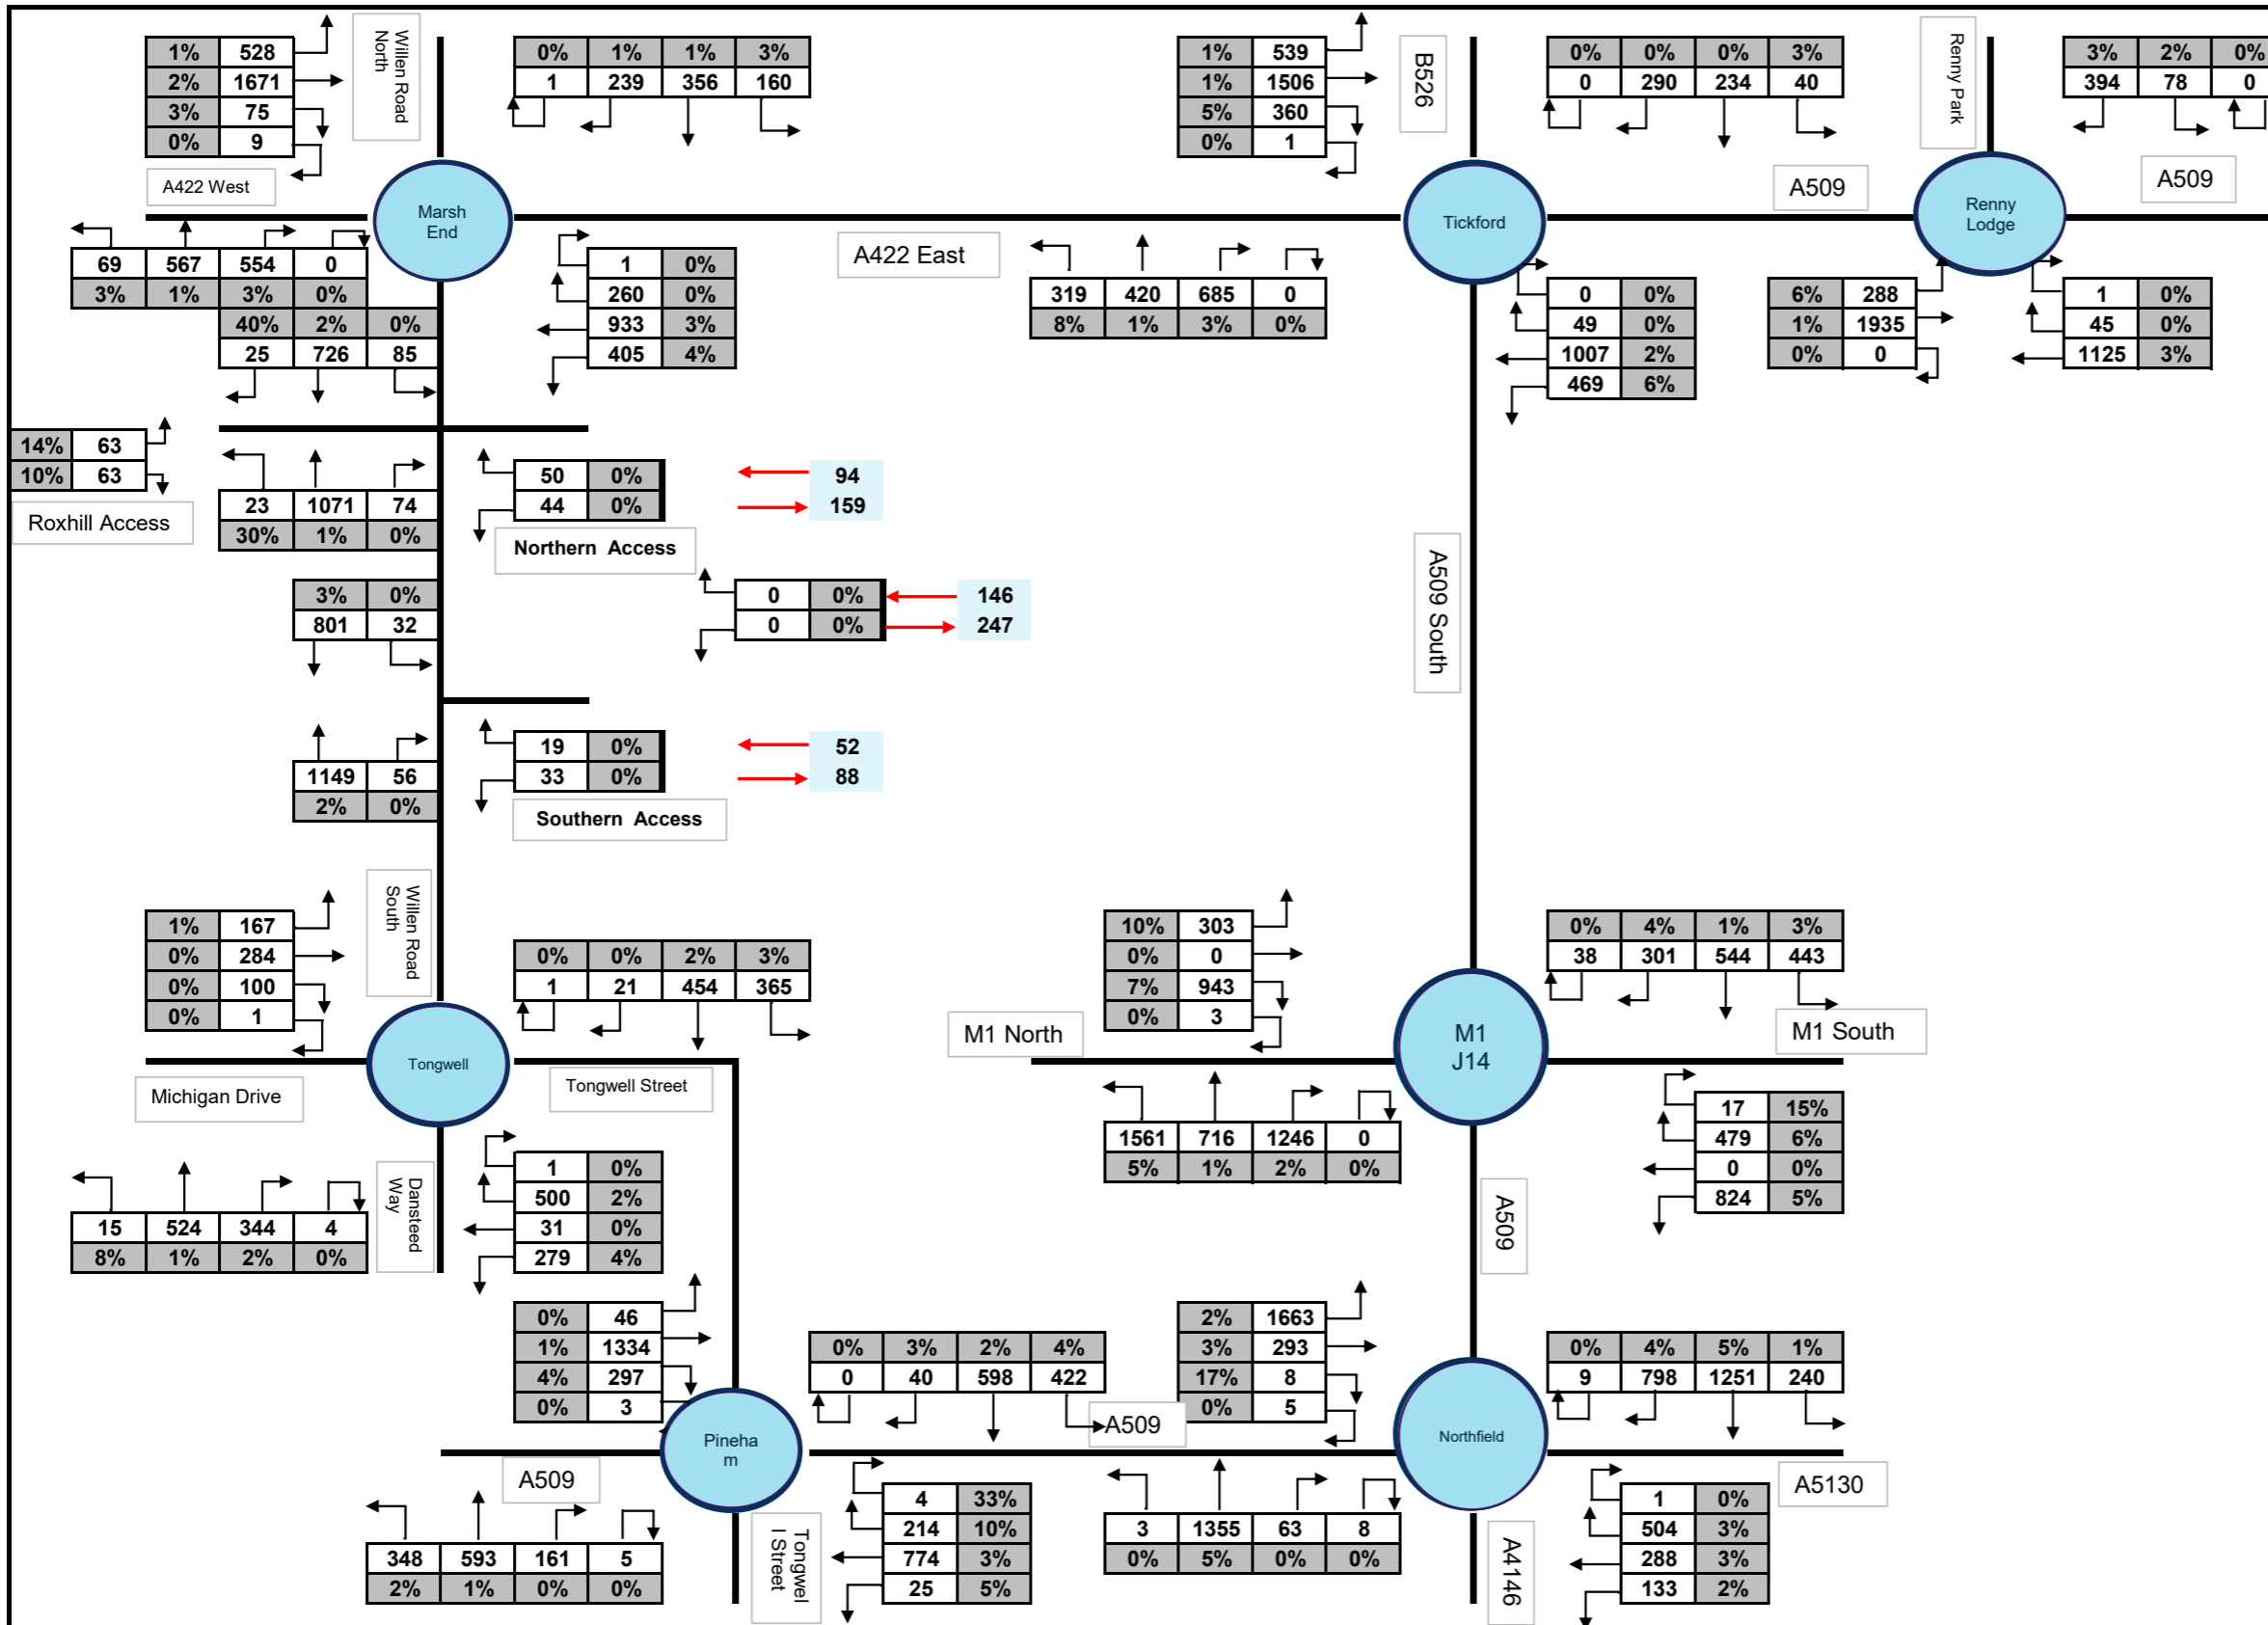 Willen Road
North
1% 528
2% 1671
3% 75
0% 9
A422 West
0% 1% 1% 3%
1 239 356 160
1% 539
1% 1506
5% 360
0% 1
B526
0% 0% 0% 3%
0 290 234 40
Renny Park
3% 2% 0%
394 78 0
A509
A509
Marsh
End
Tickford
Renny
Lodge
A422 East
69 567 554 0
3% 1% 3% 0%
1 0%
260 0%
933 3%
405 4%
319 420 685 0
8% 1% 3% 0%
0 0%
49 0%
1007 2%
469 6%
6% 288
1% 1935
0% 0
1 0%
45 0%
1125 3%
40% 2% 0%
25 726 85
14% 63
10% 63
Roxhill Access
23 1071 74
30% 1% 0%
50 0%
44 0%
94
159
Northern Access
3% 0%
801 32
0 0%
0 0%
146
247
A509 South
1149 56
2% 0%
19 0%
33 0%
52
88
Southern Access
Willen Road
South
1% 167
0% 284
0% 100
0% 1
0% 0% 2% 3%
1 21 454 365
10% 303
0% 0
7% 943
0% 3
0% 4% 1% 3%
38 301 544 443
M1 North
M1
J14
M1 South
Tongwell
Michigan Drive
Tongwell Street
1561 716 1246 0
5% 1% 2% 0%
17 15%
479 6%
0 0%
824 5%
Dansteed
Way
15 524 344 4
8% 1% 2% 0%
1 0%
500 2%
31 0%
279 4%
A509
0% 46
1% 1334
4% 297
0% 3
0% 3% 2% 4%
0 40 598 422
2% 1663
3% 293
17% 8
0% 5
0% 4% 5% 1%
9 798 1251 240
A509
Pineha
m
Northfield
A509
A5130
348 593 161 5
2% 1% 0% 0%
Tongwel
l Street
4 33%
214 10%
774 3%
25 5%
3 1355 63 8
0% 5% 0% 0%
A4146
1 0%
504 3%
288 3%
133 2%